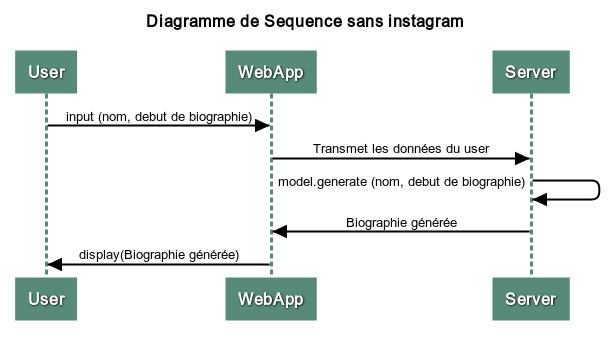 Diagramme de Sequence sans instagram
User
WebApp
Server
input (nom, debut de biographie)
Transmet les données du user
model.generate (nom, debut de biographie)
Biographie générée
display(Biographie générée)
User
WebApp
Server